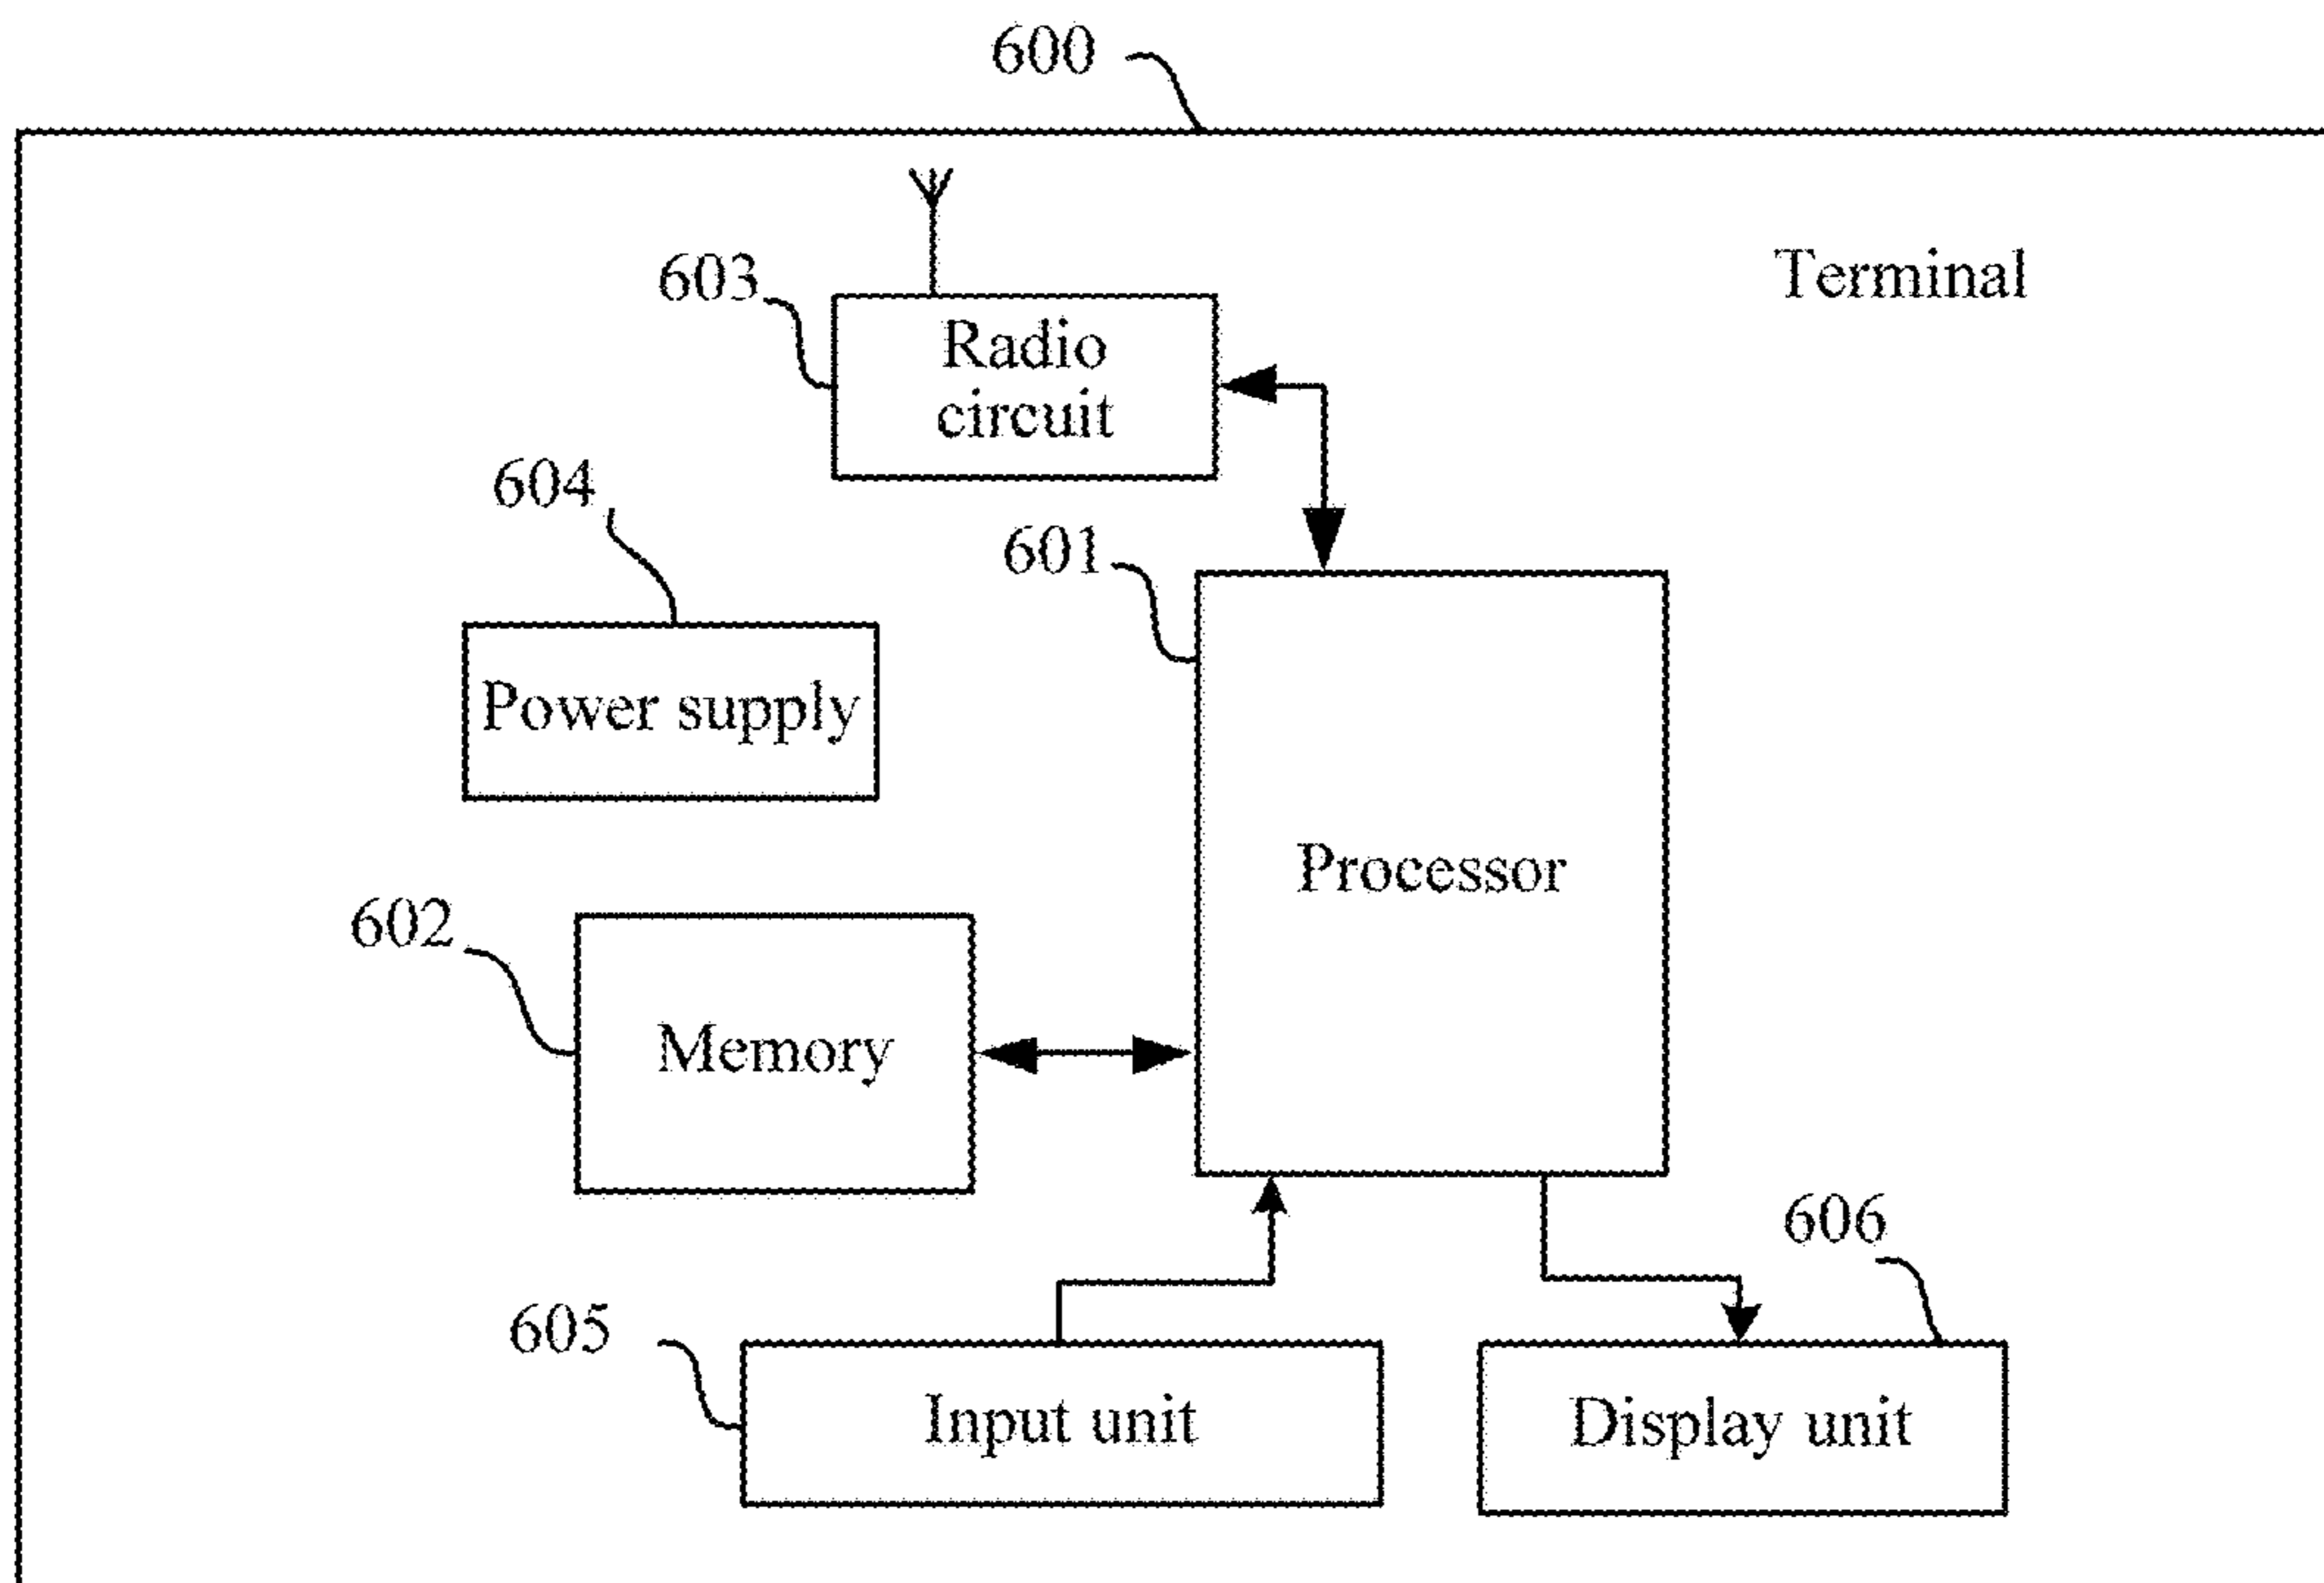 600
Terminal
603
Radio
circuit
604
601
Power supply
Processor
602
Memory
606
605
Input unit
Display unit